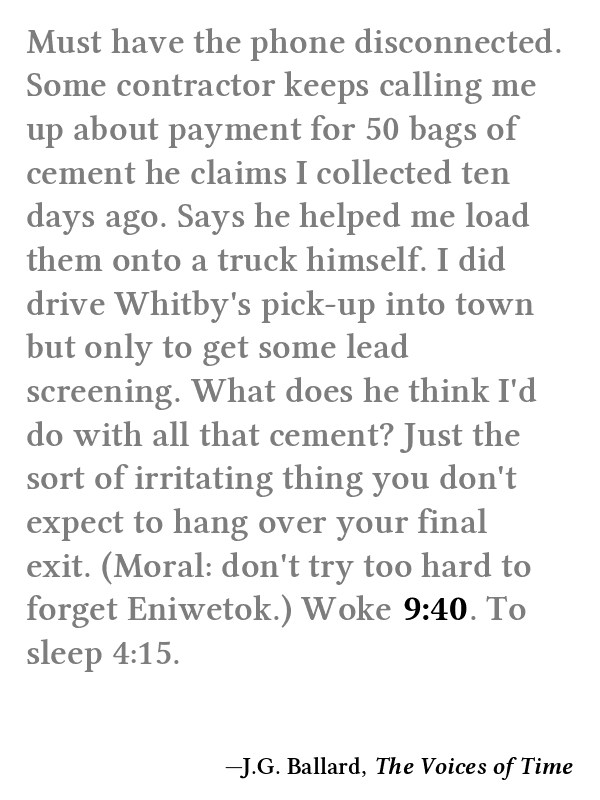 Must have the phone disconnected.
Some contractor keeps calling me
up about payment for 50 bags of
cement he claims I collected ten
days ago. Says he helped me load
them onto a truck himself. I did
drive Whitby's pick-up into town
but only to get some lead
screening. What does he think I'd
do with all that cement? Just the
sort of irritating thing you don't
expect to hang over your final
exit. (Moral: don't try too hard to
forget Eniwetok.) Woke 9:40. To
sleep 4:15.
—J.G. Ballard, The Voices of Time